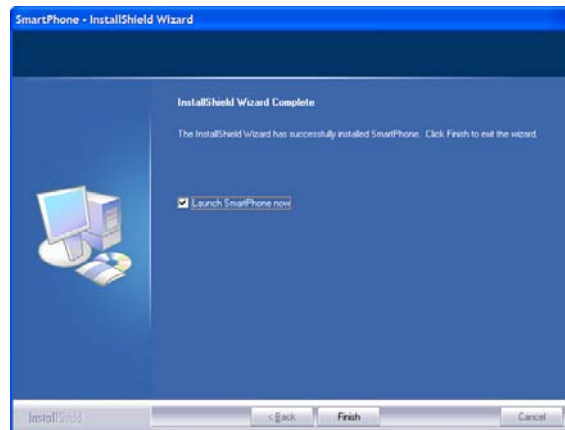 SmartPhone - InstallShield Wizard
InstallShield Wizard Complete
The InstallShield Wizard has successfully installed SmartPhone. Click Finish to exit the wizard.
Launch SmartPhone now
InstallShield
< Back
Finish
Cancel